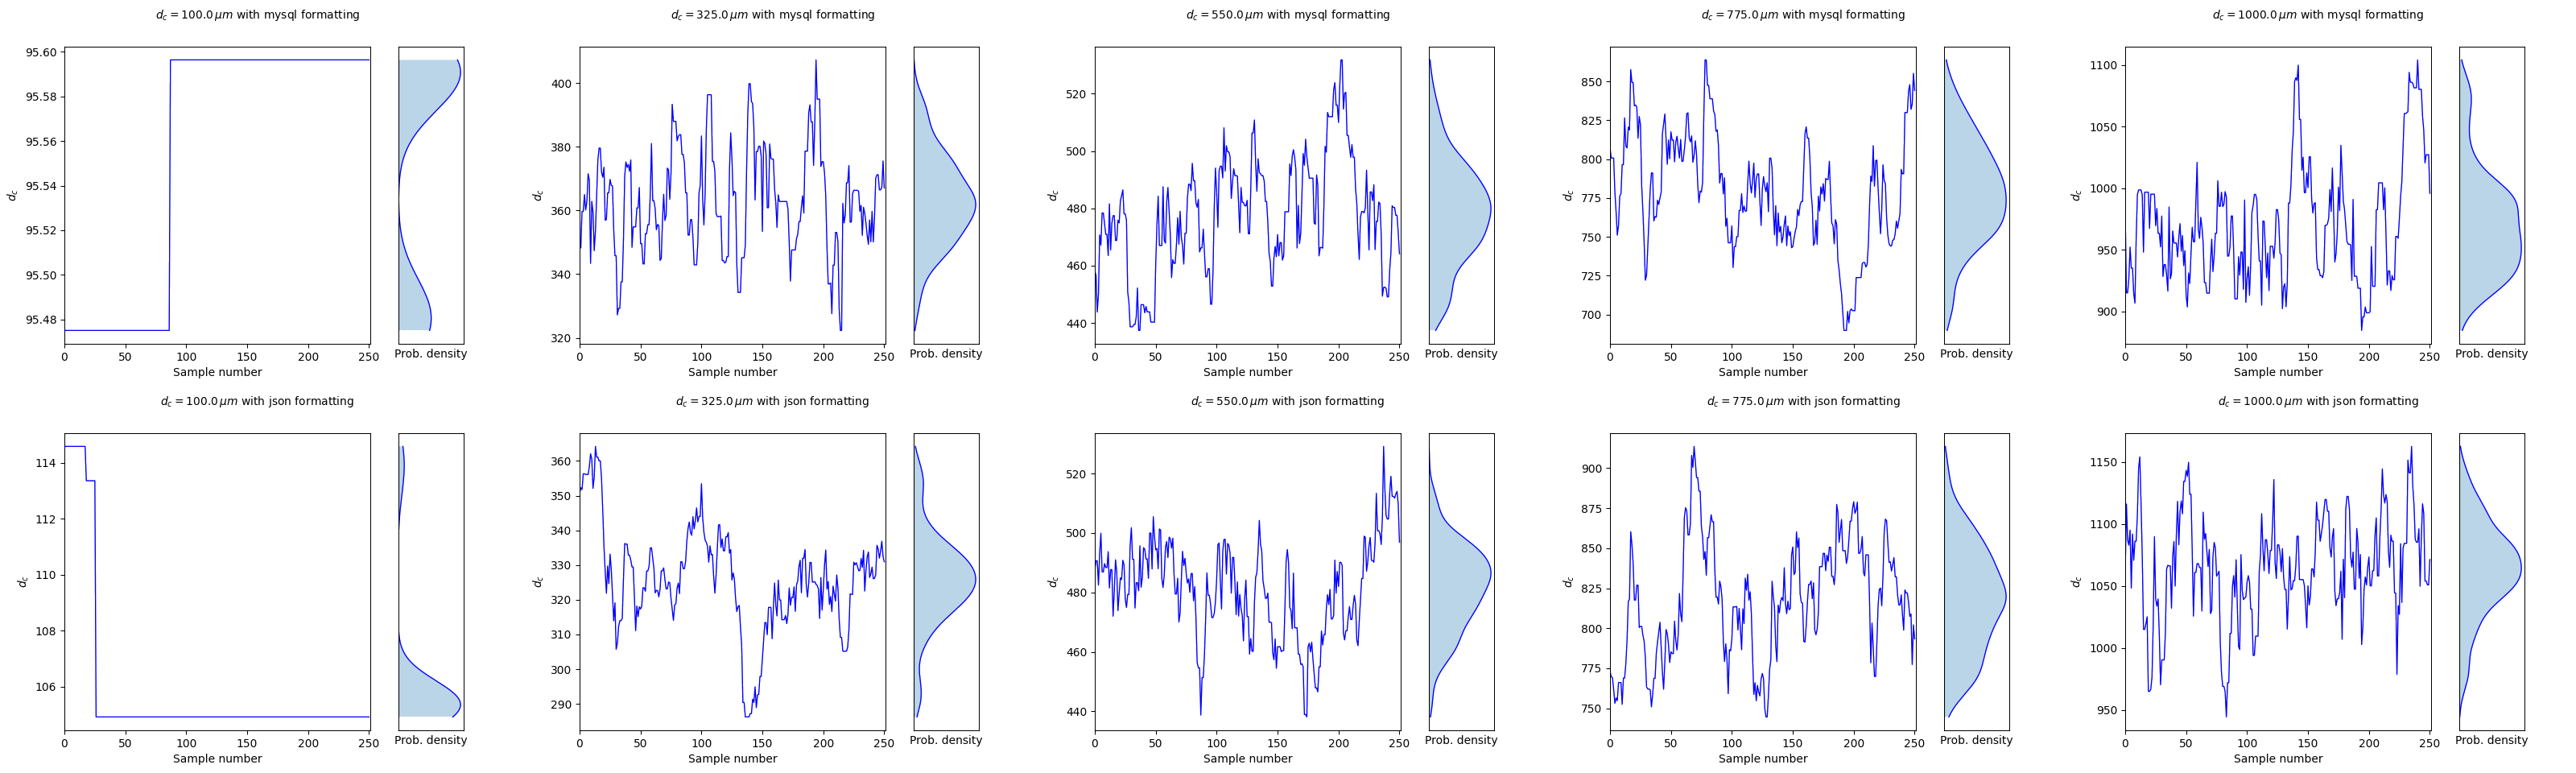 d_c = 100.0 μm with mysql formatting
d_c = 325.0 μm with mysql formatting
d_c = 550.0 μm with mysql formatting
d_c = 775.0 μm with mysql formatting
d_c = 1000.0 μm with mysql formatting
d_c
95.60
95.58
95.56
95.54
95.52
95.50
95.48
0 50 100 150 200 250
Sample number
Prob. density
d_c
400
380
360
340
320
0 50 100 150 200 250
Sample number
Prob. density
d_c
520
500
480
460
440
0 50 100 150 200 250
Sample number
Prob. density
d_c
850
825
800
775
750
725
700
0 50 100 150 200 250
Sample number
Prob. density
d_c
1100
1050
1000
950
900
0 50 100 150 200 250
Sample number
Prob. density
d_c = 100.0 μm with json formatting
d_c = 325.0 μm with json formatting
d_c = 550.0 μm with json formatting
d_c = 775.0 μm with json formatting
d_c = 1000.0 μm with json formatting
d_c
114
112
110
108
106
0 50 100 150 200 250
Sample number
Prob. density
d_c
360
350
340
330
320
310
300
290
0 50 100 150 200 250
Sample number
Prob. density
d_c
520
500
480
460
440
0 50 100 150 200 250
Sample number
Prob. density
d_c
900
875
850
825
800
775
750
0 50 100 150 200 250
Sample number
Prob. density
d_c
1150
1100
1050
1000
950
0 50 100 150 200 250
Sample number
Prob. density